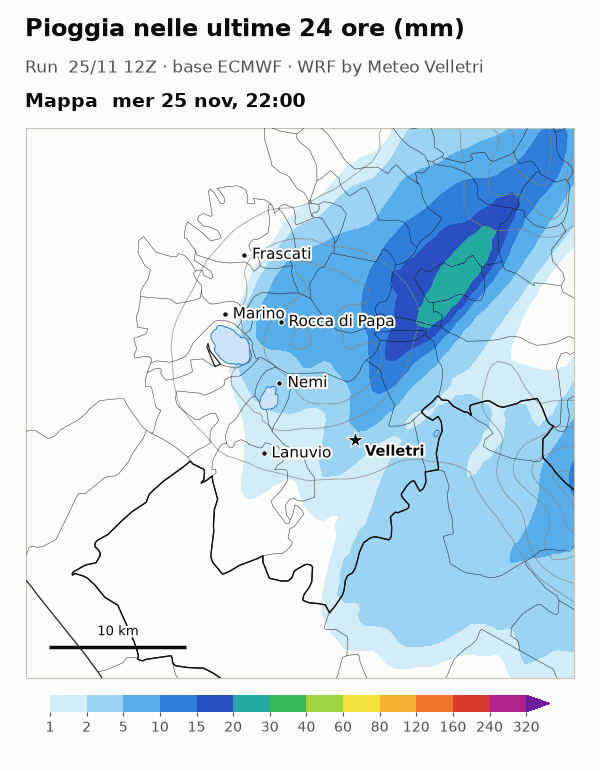 Pioggia nelle ultime 24 ore (mm)
Run 25/11 12Z · base ECMWF · WRF by Meteo Velletri
Mappa mer 25 nov, 22:00
Frascati
Marino
Rocca di Papa
Nemi
Velletri
Lanuvio
10 km
1 2 5 10 15 20 30 40 60 80 120 160 240 320